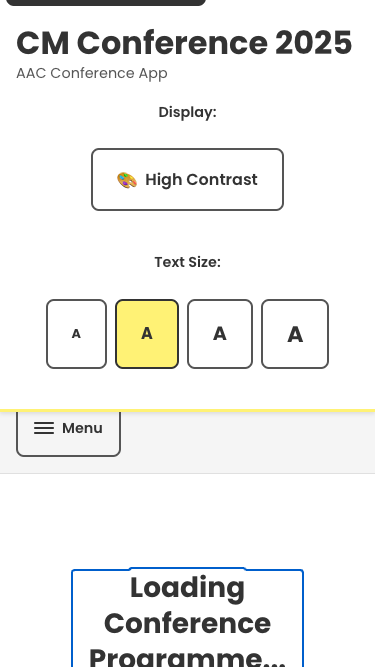 CM Conference 2025
AAC Conference App
Display:
High Contrast
Text Size:
A A A A
Menu
Loading
Conference
Programme...